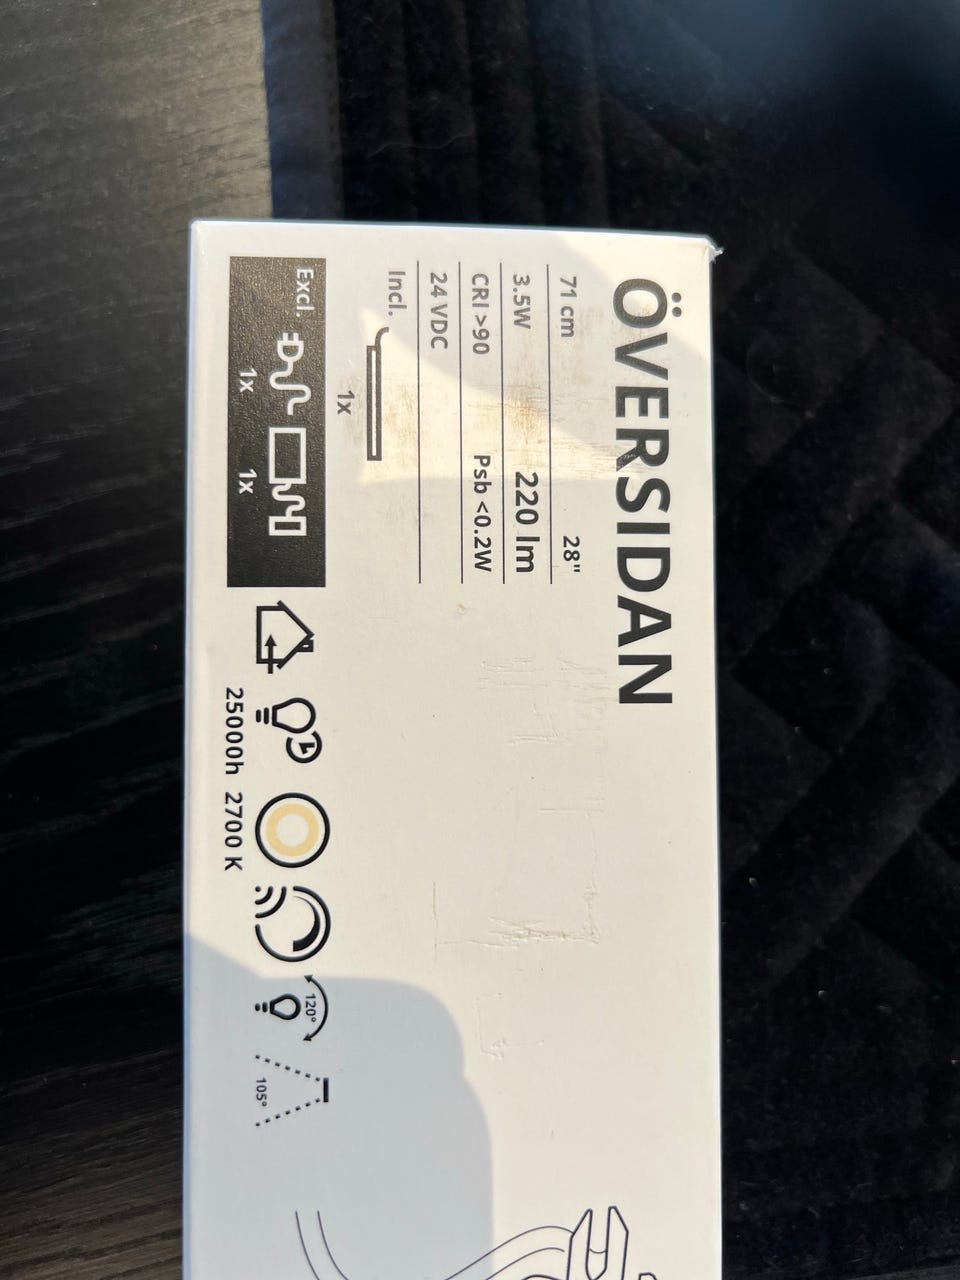 ÖVERSIDAN
71 cm 28"
3.5W 220 lm
CRI >90 Psb <0.2W
24 VDC
Incl.
1x
Excl.
1x 1x
25000h 2700 K
120°
105°